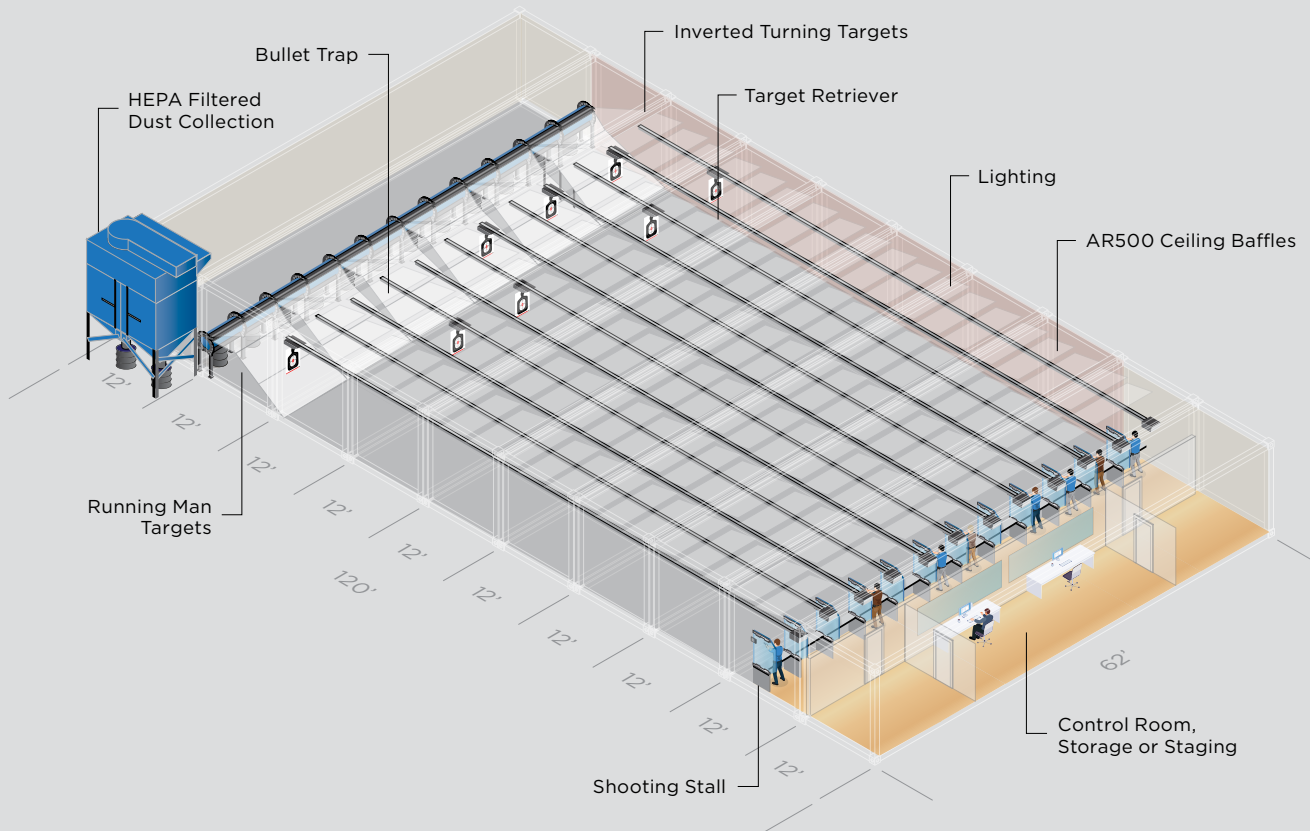 Inverted Turning Targets
Bullet Trap
Target Retriever
HEPA Filtered
Dust Collection
Lighting
AR500 Ceiling Baffles
12'
12'
12'
Running Man
Targets
12'
12'
120'
12'
12'
12'
12'
12'
62'
Control Room,
Storage or Staging
Shooting Stall